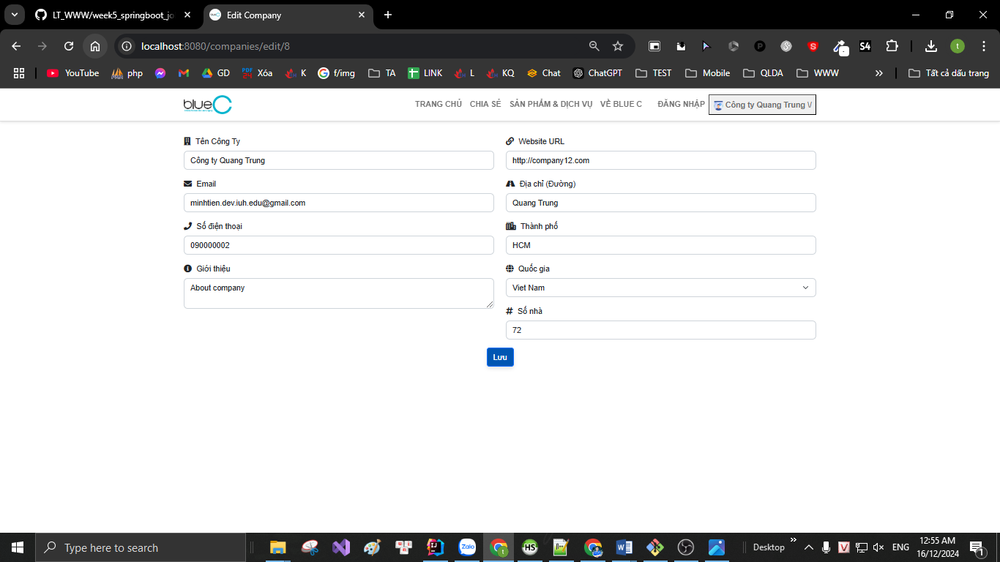 LT_WWW/week5_springboot_jo
Edit Company
localhost:8080/companies/edit/8
YouTube
php
GD
Xóa
K
f/img
TA
LINK
L
KQ
Chat
ChatGPT
TEST
Mobile
QLDA
WWW
Tất cả dấu trang
blueC
TRANG CHỦ
CHIA SẺ
SẢN PHẨM & DỊCH VỤ
VỀ BLUE C
ĐĂNG NHẬP
Công ty Quang Trung
Tên Công Ty
Công ty Quang Trung
Email
minhtien.dev.iuh.edu@gmail.com
Số điện thoại
090000002
Giới thiệu
About company
Website URL
http://company12.com
Địa chỉ (Đường)
Quang Trung
Thành phố
HCM
Quốc gia
Viet Nam
Số nhà
72
Lưu
Type here to search
Desktop
ENG
12:55 AM
16/12/2024